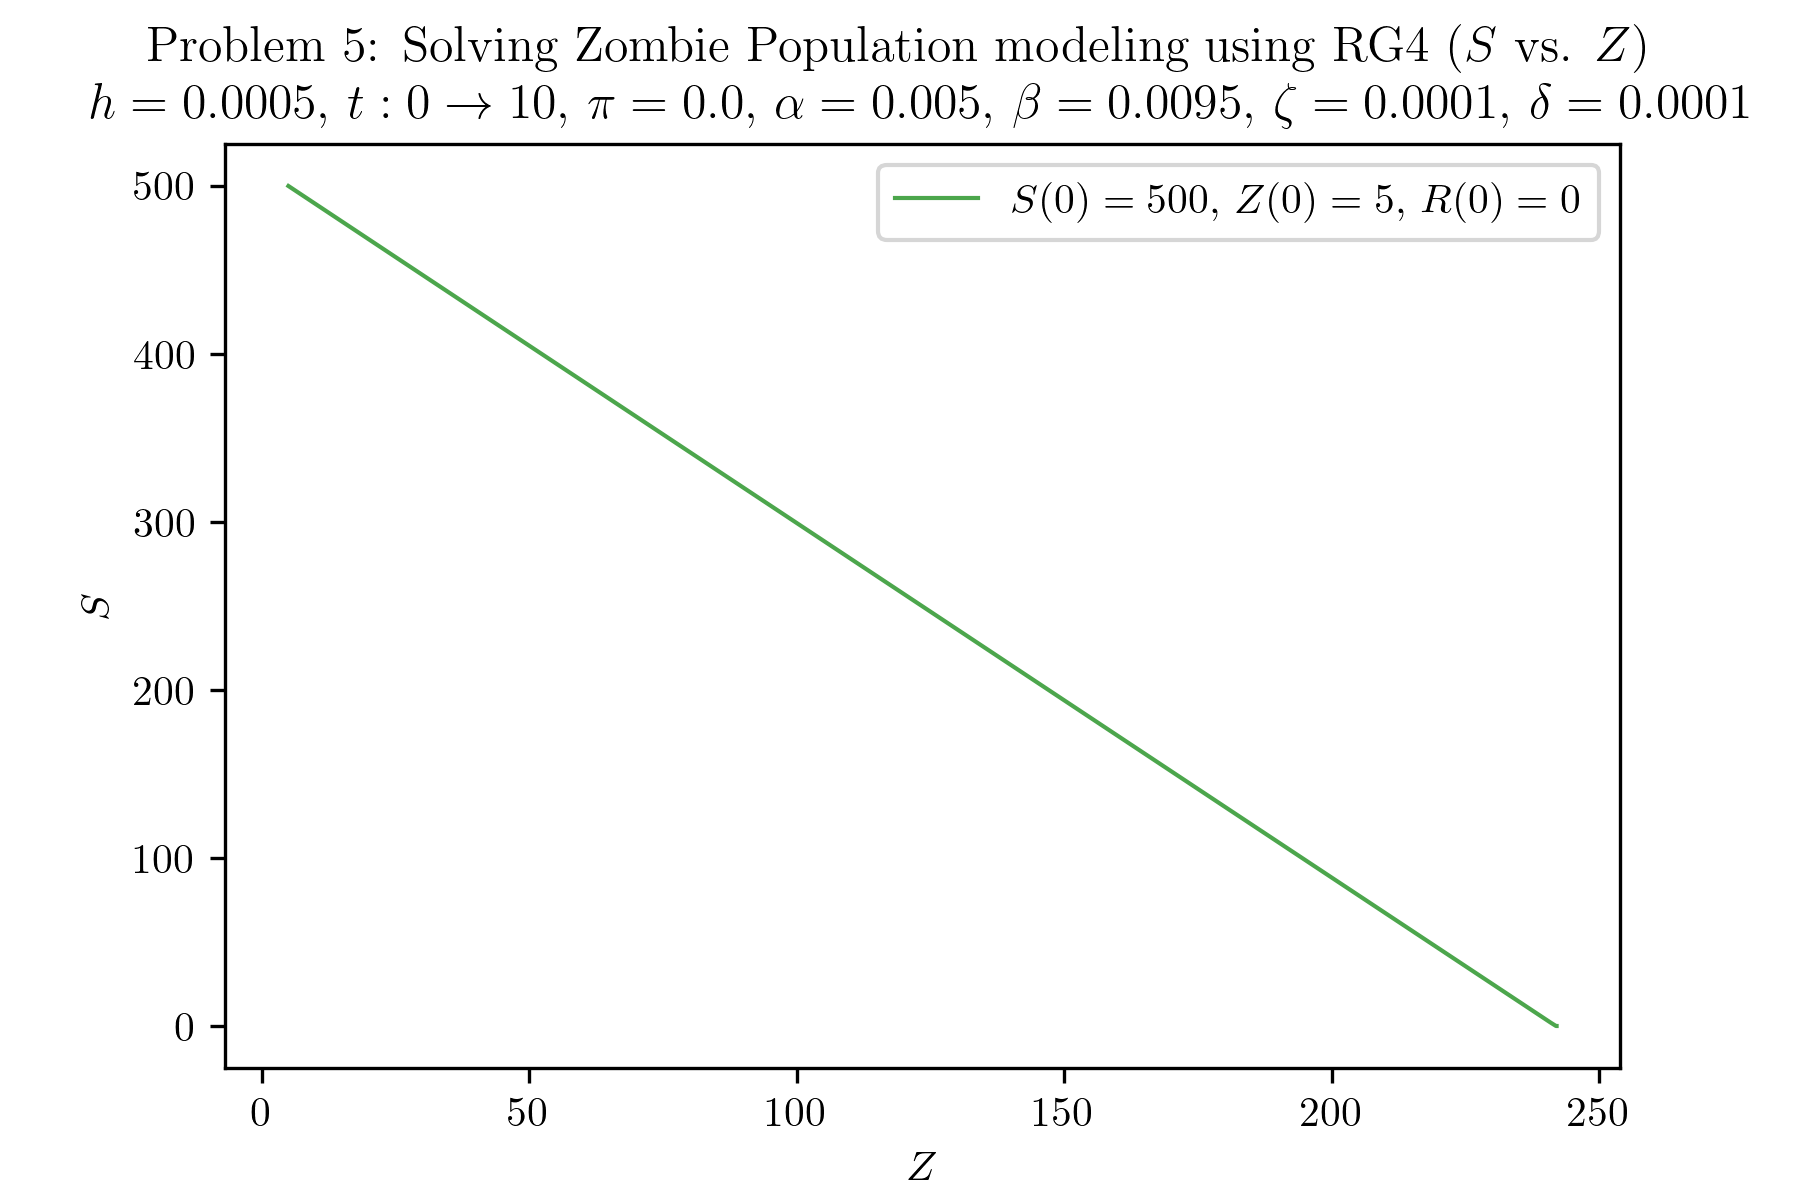 Problem 5: Solving Zombie Population modeling using RG4 (S vs. Z)
h = 0.0005, t : 0 → 10, π = 0.0, α = 0.005, β = 0.0095, ζ = 0.0001, δ = 0.0001
S(0) = 500, Z(0) = 5, R(0) = 0
500
400
300
200
100
0
S
0 50 100 150 200 250
Z